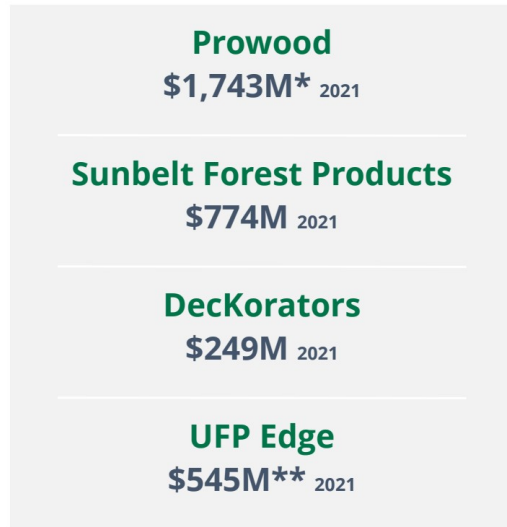 Prowood
$1,743M* 2021
Sunbelt Forest Products
$774M 2021
DecKorators
$249M 2021
UFP Edge
$545M** 2021